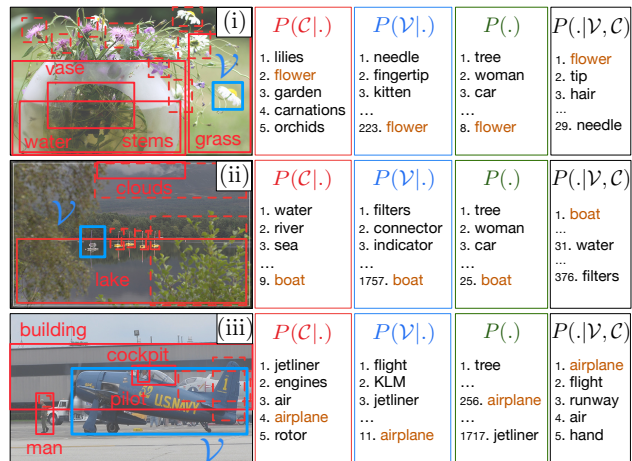 (i) P(C|.) P(V|.) P(.) P(.|V, C)
vase
V
water stems grass
1. lilies
2. flower
3. garden
4. carnations
5. orchids
1. needle
2. fingertip
3. kitten
...
223. flower
1. tree
2. woman
3. car
...
8. flower
1. flower
2. tip
3. hair
...
29. needle
(ii) P(C|.) P(V|.) P(.) P(.|V, C)
clouds
V
lake
1. water
2. river
3. sea
...
9. boat
1. filters
2. connector
3. indicator
...
1757. boat
1. tree
2. woman
3. car
...
25. boat
1. boat
...
31. water
...
376. filters
(iii) P(C|.) P(V|.) P(.) P(.|V, C)
building
cockpit
pilot
U.S.NAVY
1
man
V
1. jetliner
2. engines
3. air
4. airplane
5. rotor
1. flight
2. KLM
3. jetliner
...
11. airplane
1. tree
...
256. airplane
...
1717. jetliner
1. airplane
2. flight
3. runway
4. air
5. hand